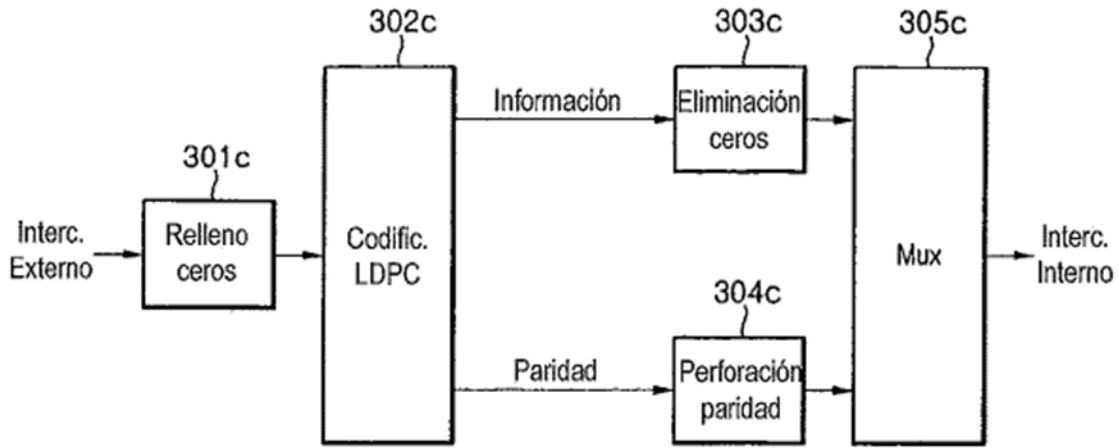 302c
303c
305c
Información
Eliminación
ceros
301c
Interc.
Externo
Relleno
ceros
Codific.
LDPC
Mux
Interc.
Interno
304c
Paridad
Perforación
paridad